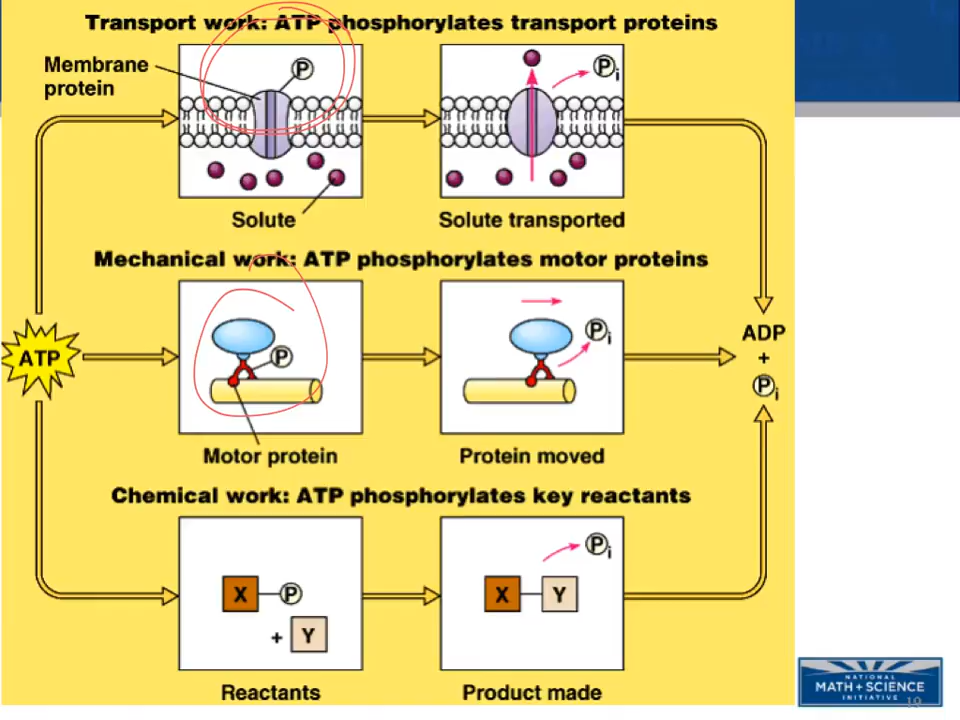 Transport work: ATP phosphorylates transport proteins
Membrane
protein
P
Pi
Solute
Solute transported
Mechanical work: ATP phosphorylates motor proteins
ATP
P
Pi
ADP
+
Pi
Motor protein
Protein moved
Chemical work: ATP phosphorylates key reactants
Pi
X P
X Y
+ Y
Reactants
Product made
NATIONAL
MATH + SCIENCE
INITIATIVE
19